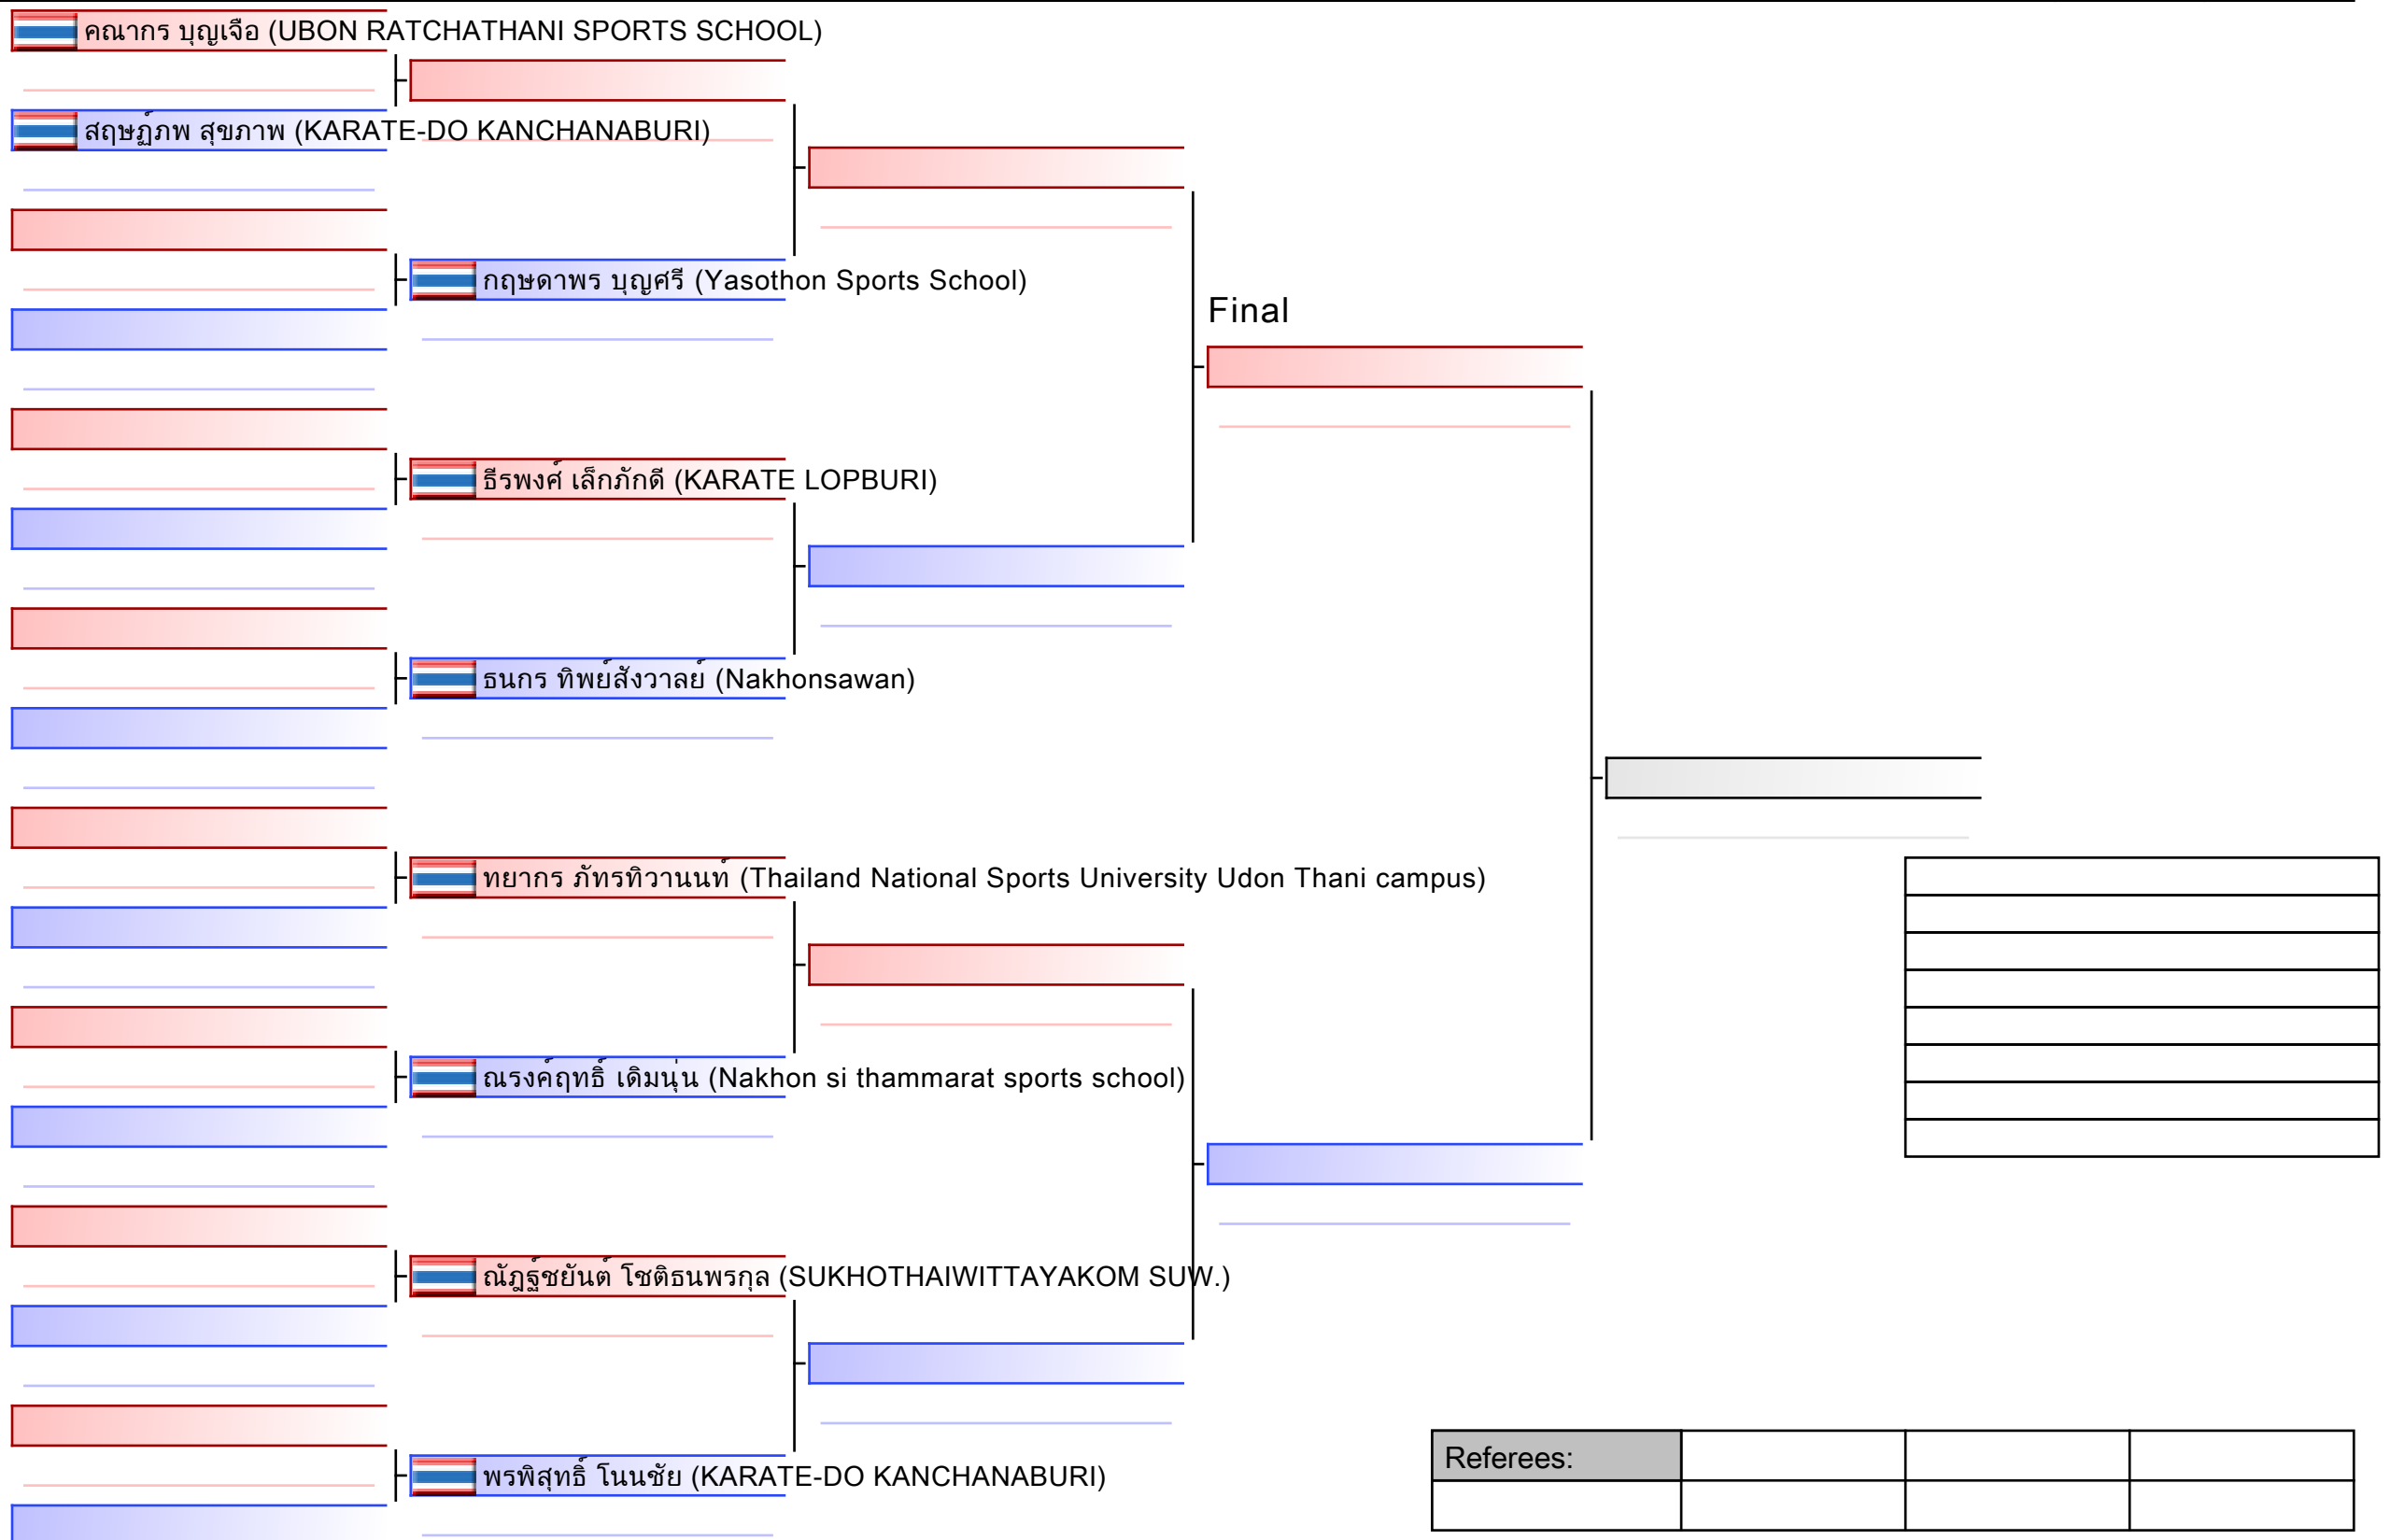 คณากร บุญเจือ (UBON RATCHATHANI SPORTS SCHOOL)
สฤษฏ์ภพ สุขภาพ (KARATE-DO KANCHANABURI)
กฤษดาพร บุญศรี (Yasothon Sports School)
Final
ธีรพงศ์ เล็กภักดี (KARATE LOPBURI)
ธนกร ทิพย์สังวาลย์ (Nakhonsawan)
ทยากร ภัทรทิวานนท์ (Thailand National Sports University Udon Thani campus)
ณรงค์ฤทธิ์ เดิมนุ่น (Nakhon si thammarat sports school)
ณัฎฐ์ชยันต์ โชติธนพรกุล (SUKHOTHAIWITTAYAKOM SUW.)
Referees:
พรพิสุทธิ์ โนนชัย (KARATE-DO KANCHANABURI)